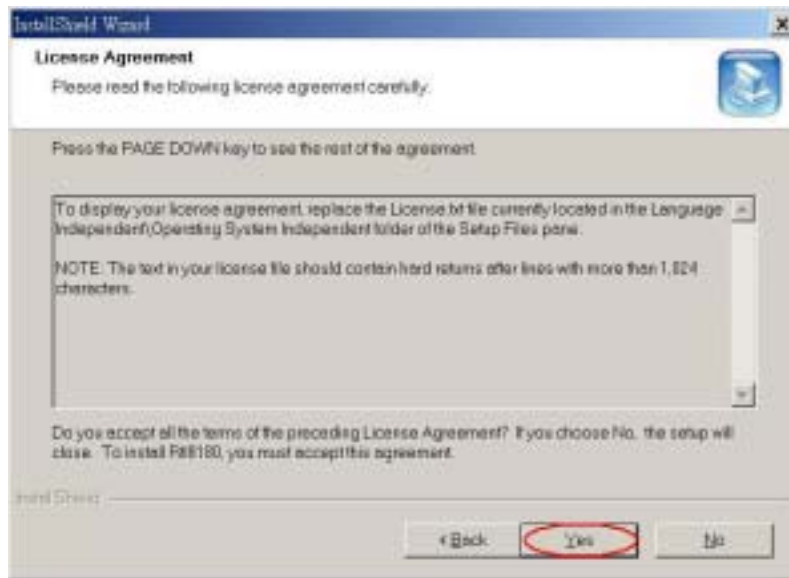 InstallShield Wizard
License Agreement
Please read the following license agreement carefully.
Press the PAGE DOWN key to see the rest of the agreement.
To display your license agreement, replace the License.txt file currently located in the Language
Independent\Operating System Independent folder of the Setup Files pane.
NOTE: The text in your license file should contain hard returns after lines with more than 1,024
characters.
Do you accept all the terms of the preceding License Agreement? If you choose No, the setup will
close. To install Rtl8180, you must accept this agreement.
InstallShield
< Back
Yes
No